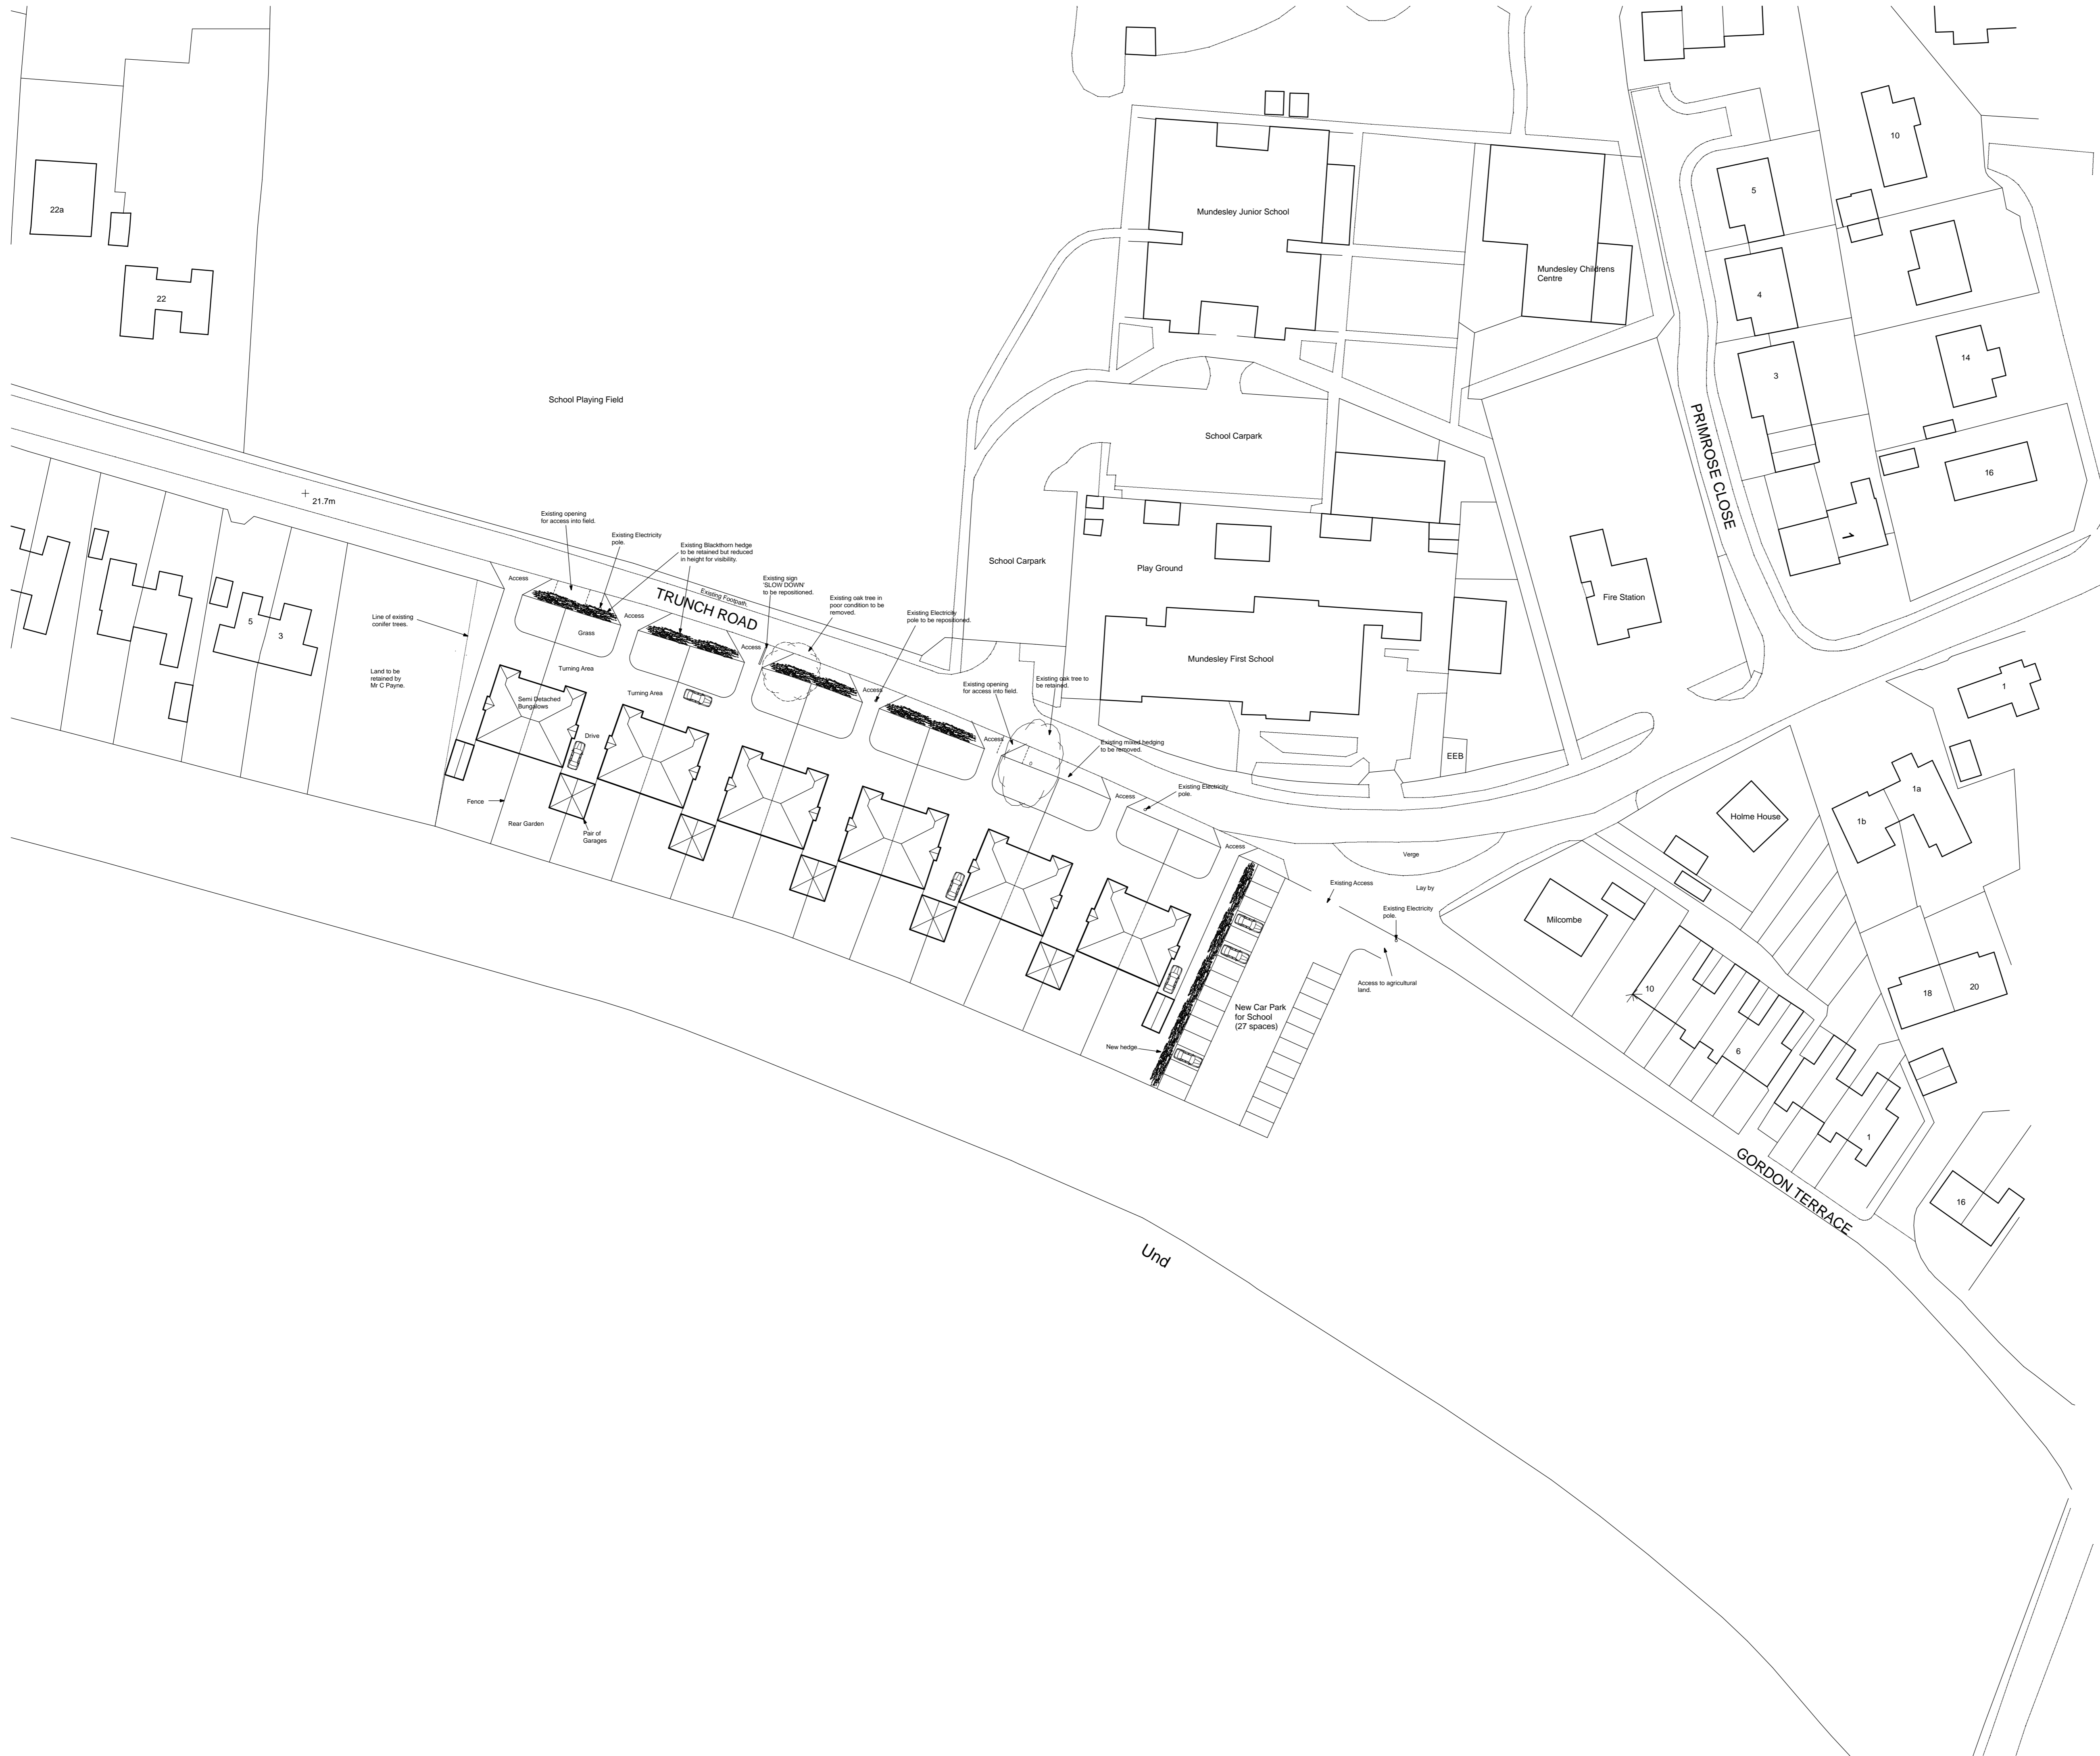 10
5
22a
Mundesley Junior School
Mundesley Childrens
Centre
22
4
14
3
School Playing Field
PRIMROSE CLOSE
School Carpark
16
21.7m
Existing opening
for access into field.
Existing Electricity
pole.
Existing Blackthorn hedge
to be retained but reduced
in height for visibility.
1
School Carpark
Play Ground
Access
Existing sign
'SLOW DOWN'
to be repositioned.
Existing Footpath.
TRUNCH ROAD
Existing oak tree in
poor condition to be
removed.
Existing Electricity
pole to be repositioned.
Fire Station
Line of existing
conifer trees.
Access
5
3
Grass
Access
Mundesley First School
Turning Area
Land to be
retained by
Mr C Payne.
Turning Area
Existing opening
for access into field.
Existing oak tree to
be retained.
Access
1
Semi Detached
Bungalows
Drive
Access
Existing mixed hedging
to be removed.
EEB
Fence
Rear Garden
Pair of
Garages
Access
Existing Electricity
pole.
Holme House
1a
1b
Access
Verge
Existing Access
Lay by
Existing Electricity
pole.
Milcombe
Access to agricultural
land.
10
18
20
New Car Park
for School
(27 spaces)
New hedge
6
1
GORDON TERRACE
16
Und